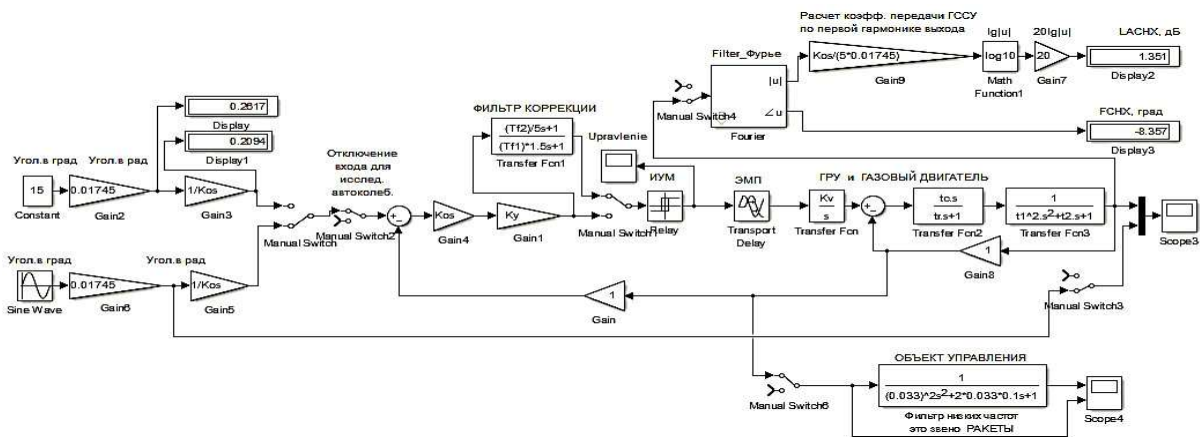 Расчет коэфф. передачи ГССУ
по первой гармонике выхода
lg|u|
20lg|u|
LACHX, дБ
Filter_Фурье
Kos/(5*0.01745)
Gain9
log10
Math
Function1
20
Gain7
1.351
Display2
|u|
∠u
Fourier
Manual Switch4
FCHX, град
-8.357
Display3
0.2617
Display
0.2094
Display1
ФИЛЬТР КОРРЕКЦИИ
(Tf2)/5s+1
(Tf1)*1.5s+1
Transfer Fcn1
Upravlenie
Отключение
входа для
исслед.
автоколеб.
Угол.в град
Угол.в рад
15
Constant
0.01745
Gain2
1/Kos
Gain3
Manual Switch
Manual Switch2
Kos
Gain4
Ky
Gain1
Manual Switch1
ИУМ
Relay
ЭМП
Transport
Delay
ГРУ и ГАЗОВЫЙ ДВИГАТЕЛЬ
Kv
s
Transfer Fcn
to.s
tr.s+1
Transfer Fcn2
1
t1^2.s²+t2.s+1
Transfer Fcn3
1
Gain8
Scope3
Угол.в град
Угол.в рад
Sine Wave
0.01745
Gain6
1/Kos
Gain5
1
Gain
Manual Switch3
ОБЪЕКТ УПРАВЛЕНИЯ
1
(0.033)^2s²+2*0.033*0.1s+1
Manual Switch6
Фильтр низких частот
это звено РАКЕТЫ
Scope4